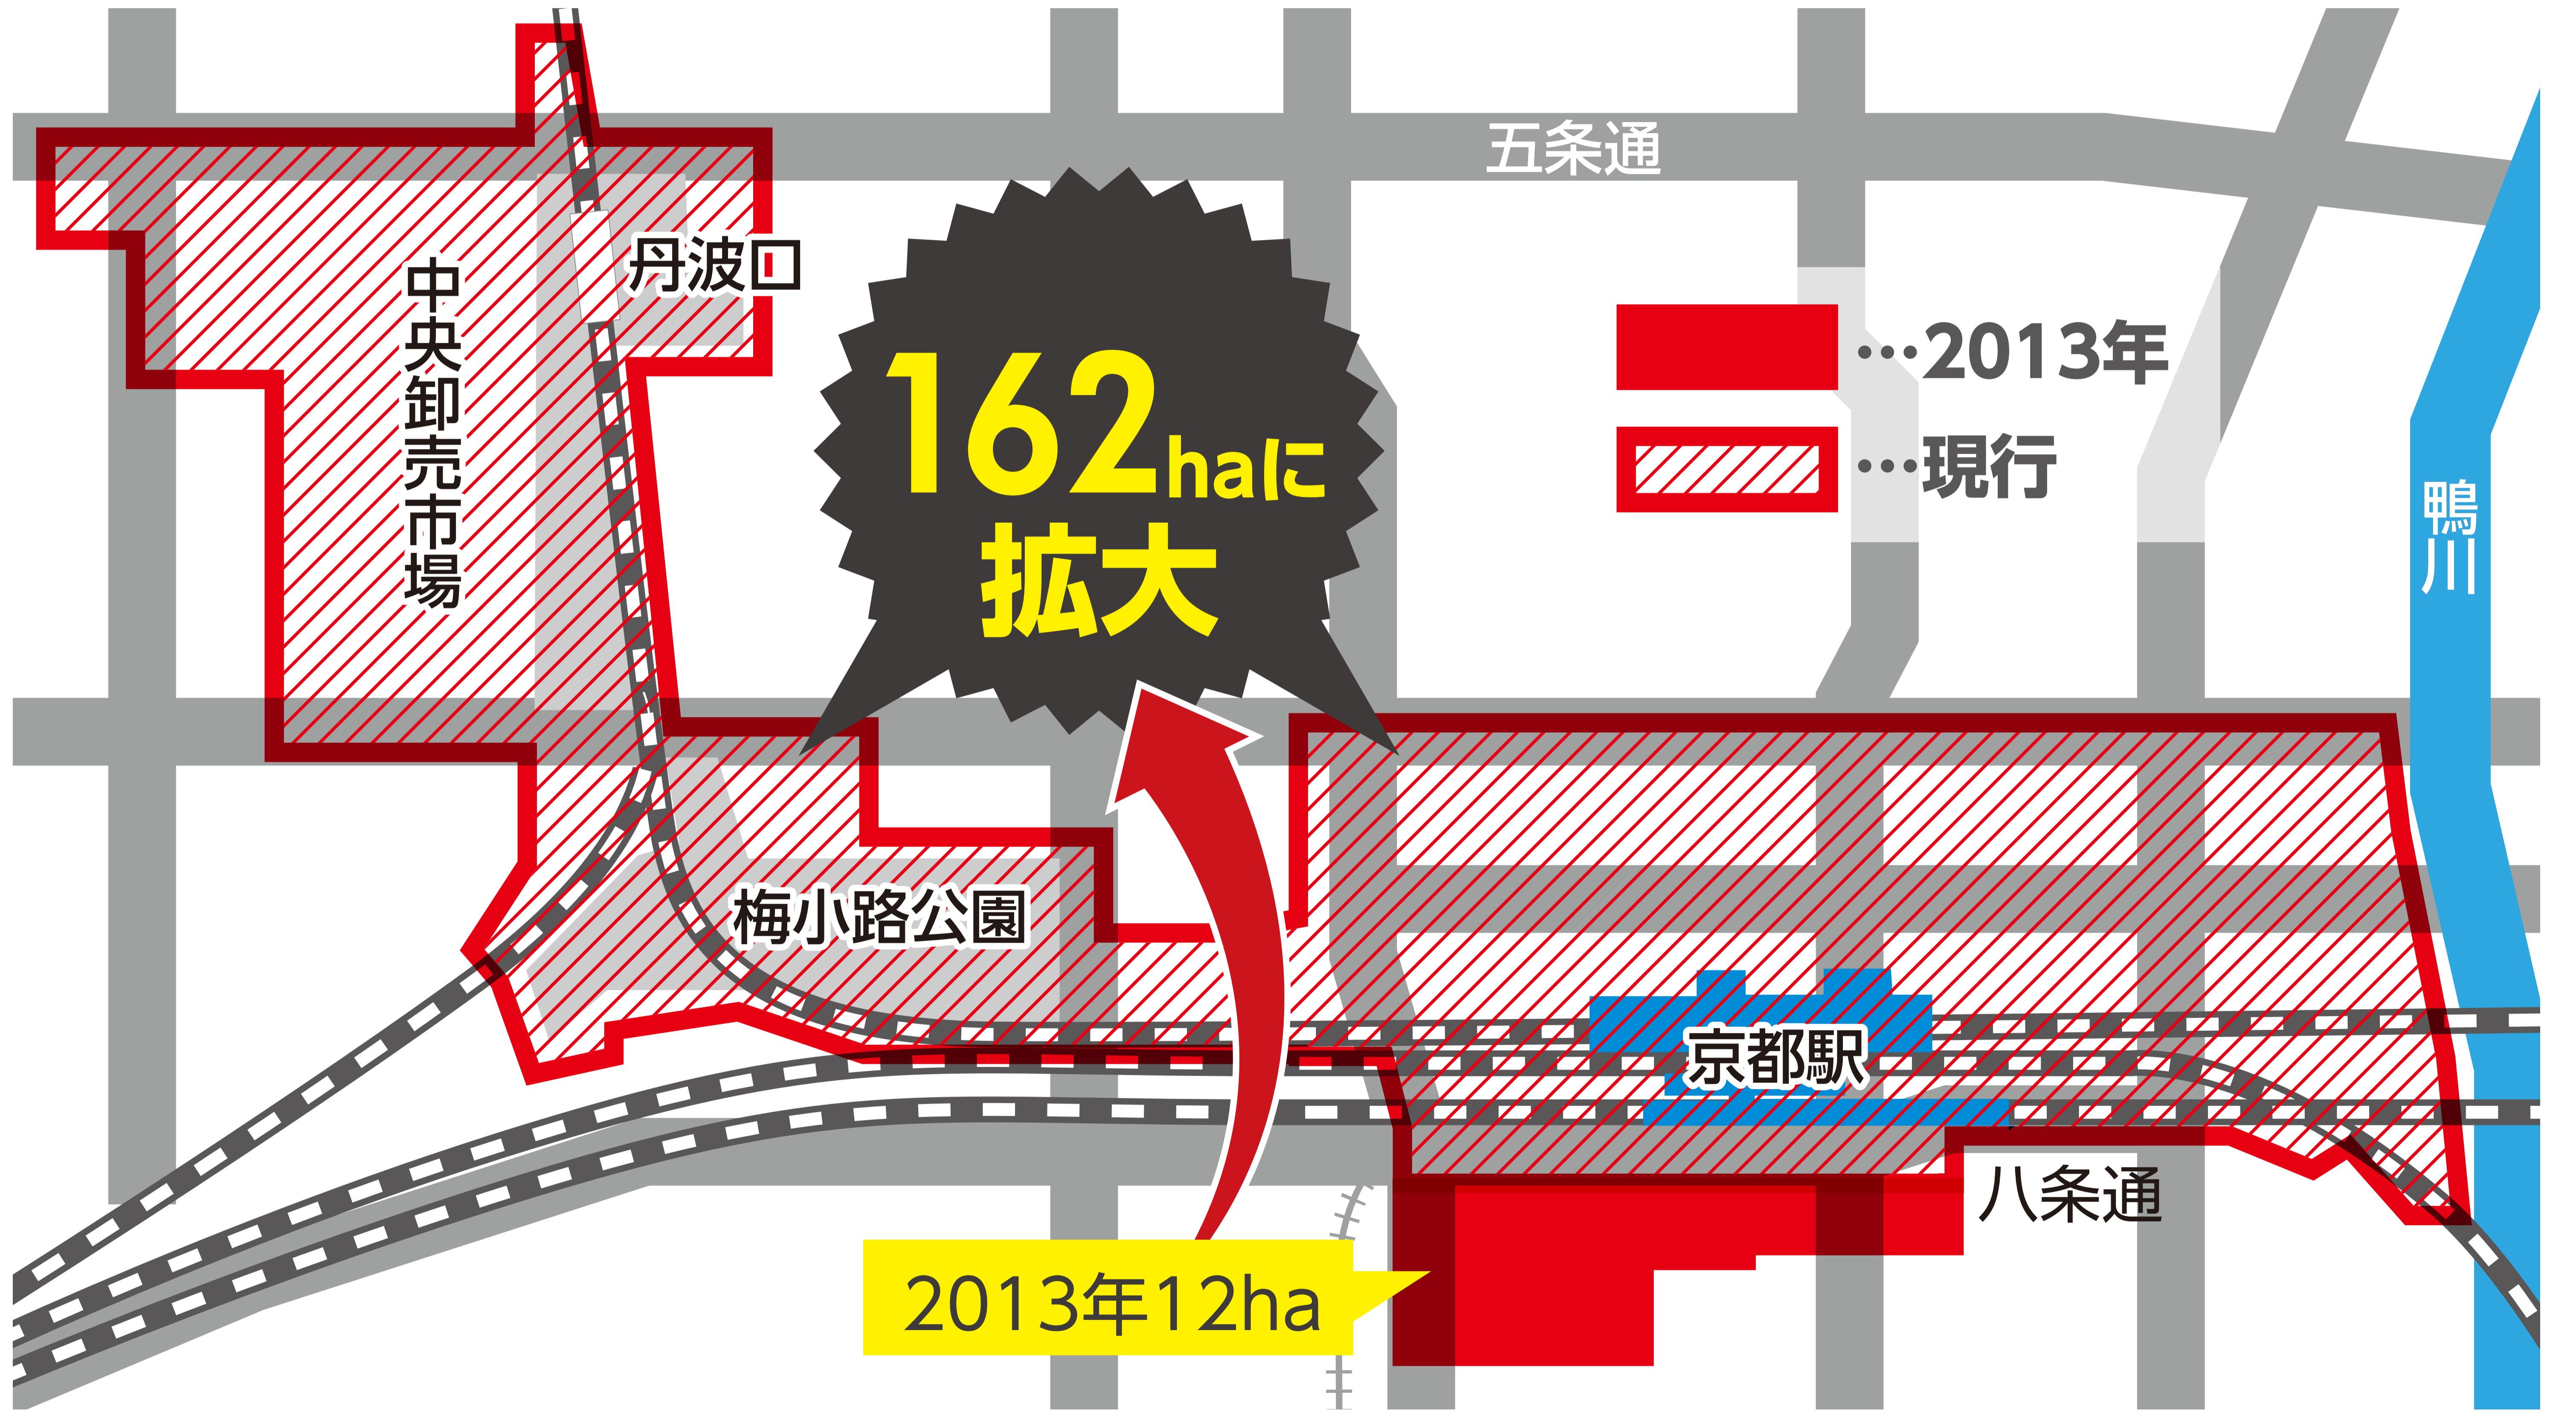 五条通
丹波口
中央卸売市場
162haに
拡大
…2013年
…現行
鴨川
梅小路公園
京都駅
八条通
2013年12ha